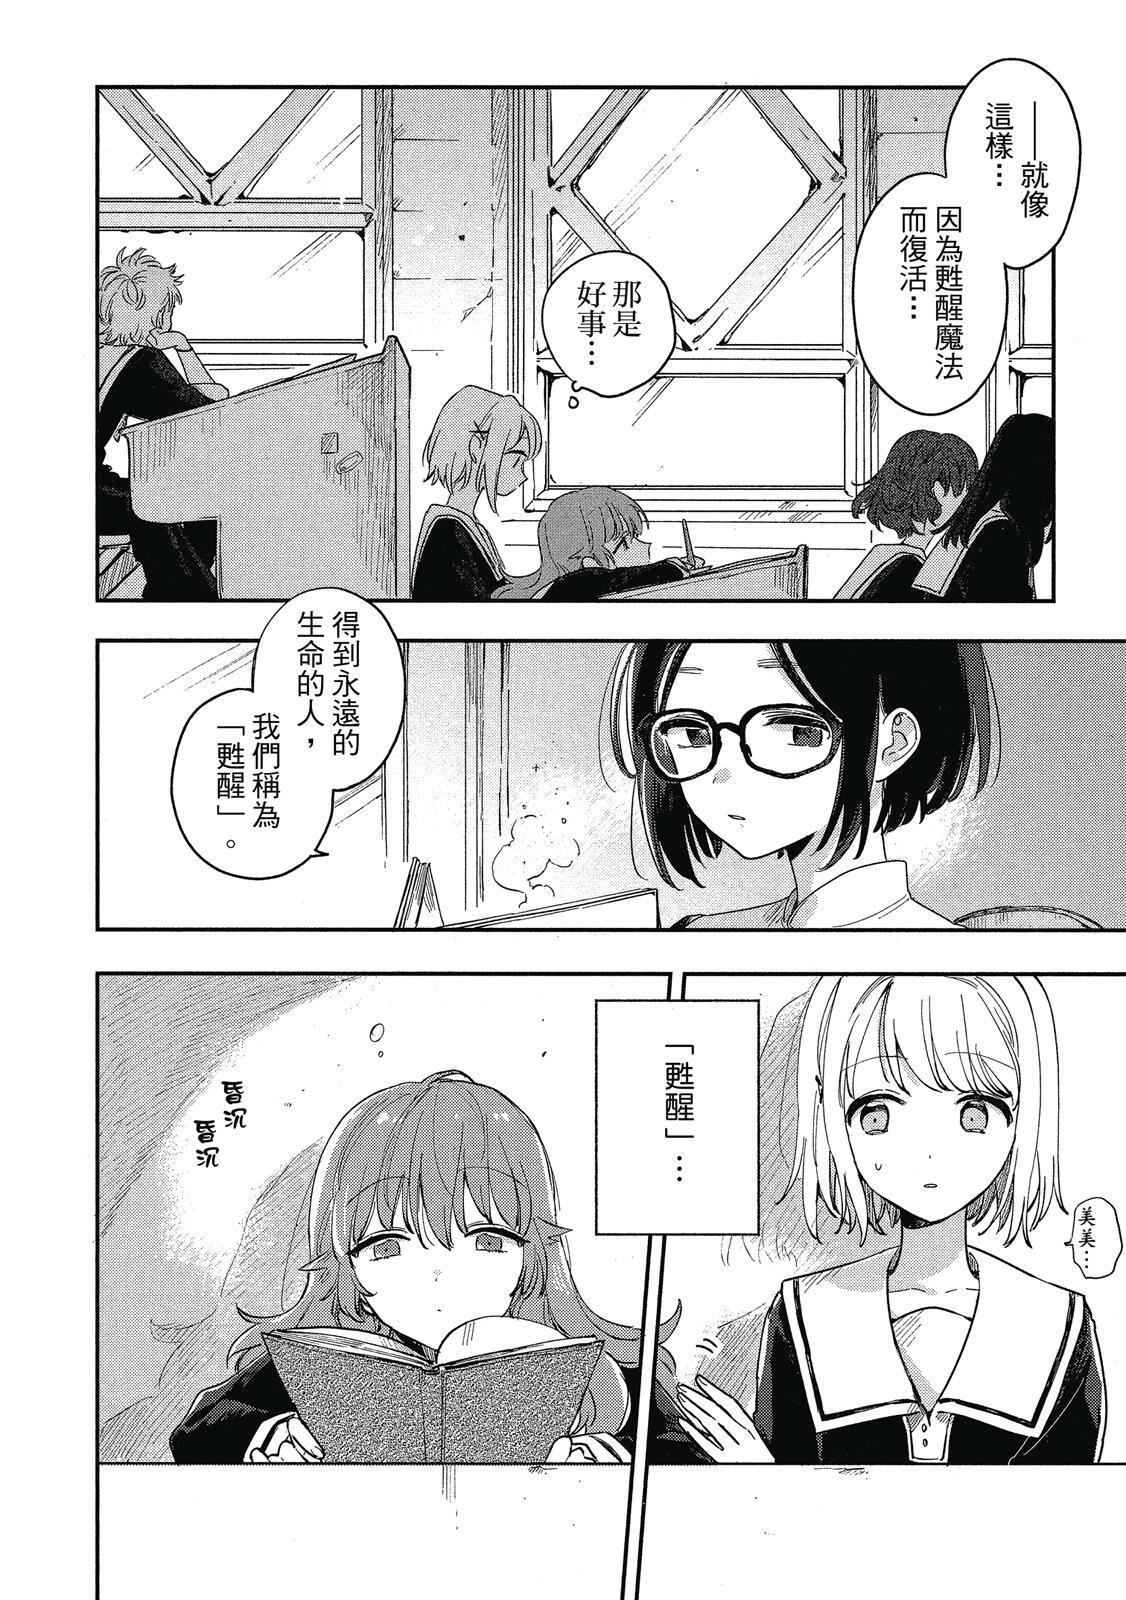 ──就像
這樣…
因為甦醒魔法
而復活…
那是
好事…
得到永遠的
生命的人，
我們稱為
「甦醒」。
美美…
「甦醒」…
昏沉
昏沉